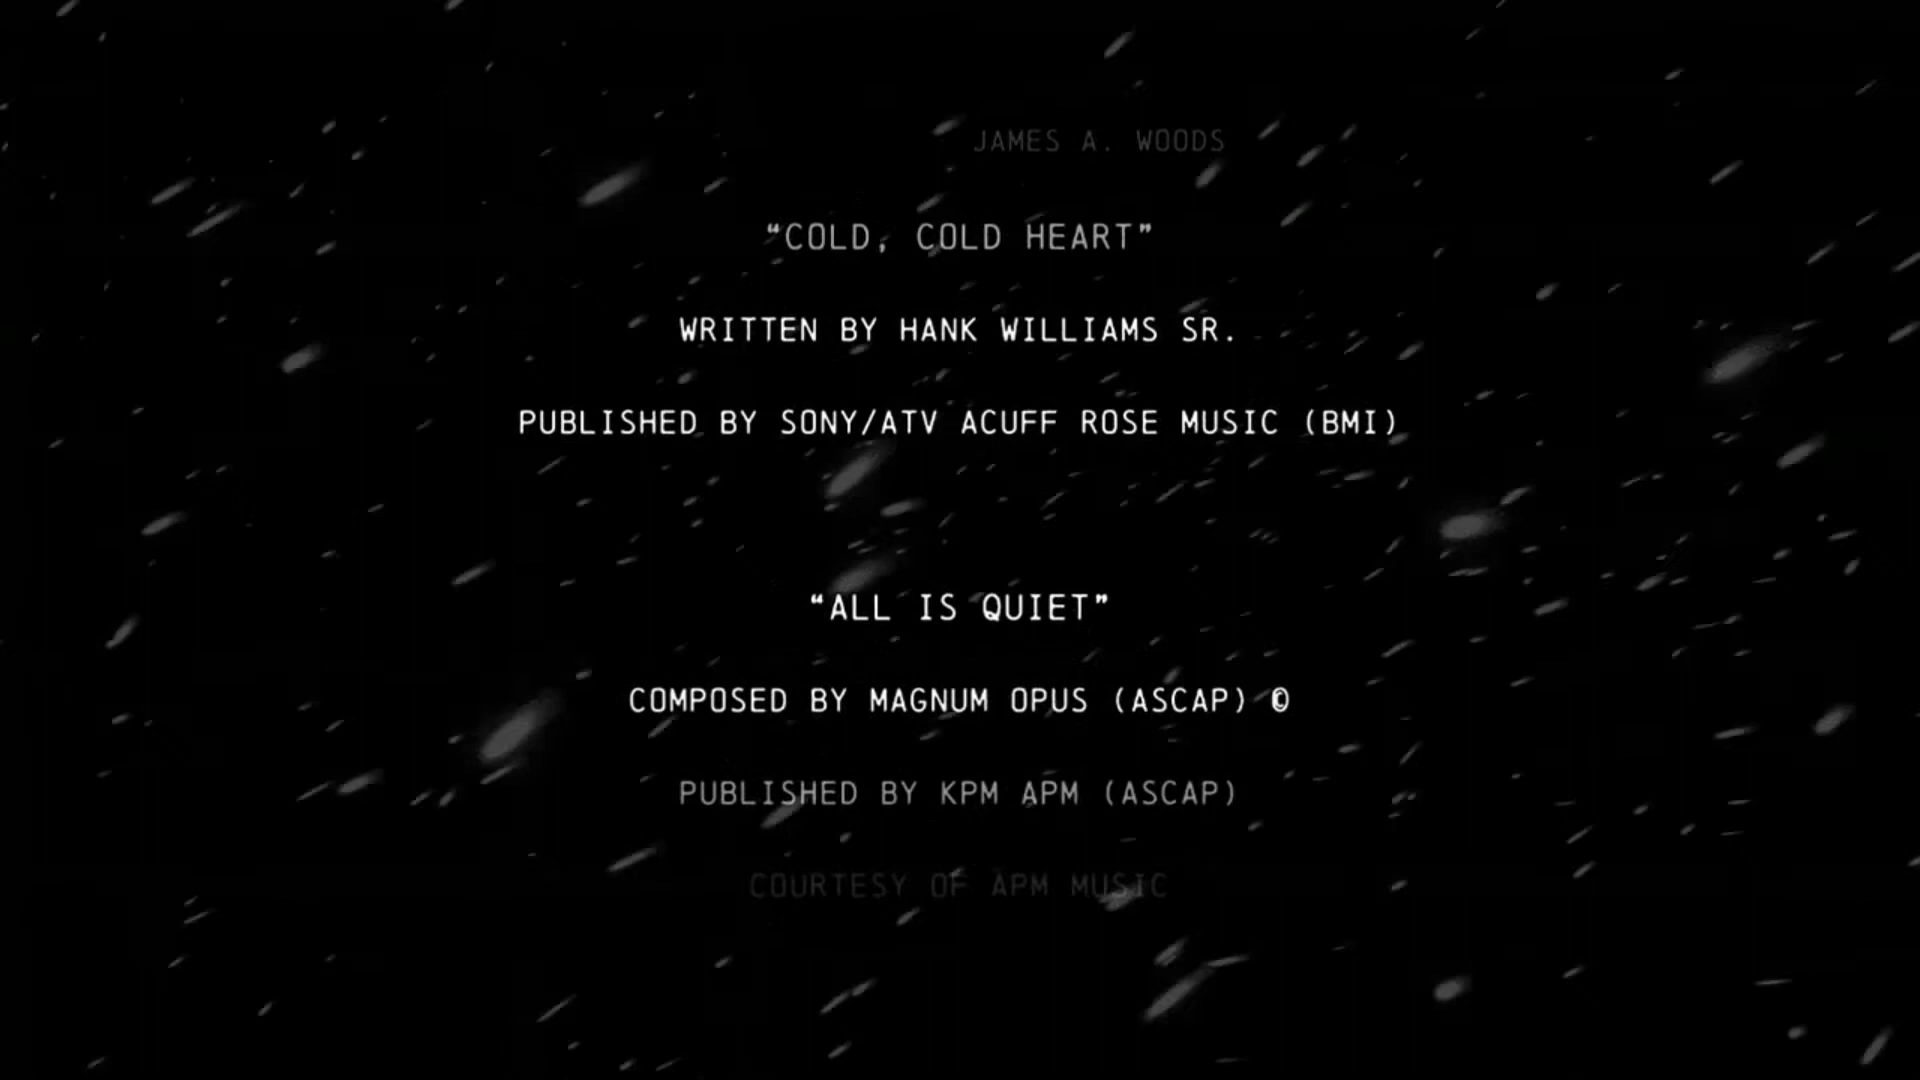 JAMES A. WOODS
“COLD, COLD HEART”
WRITTEN BY HANK WILLIAMS SR.
PUBLISHED BY SONY/ATV ACUFF ROSE MUSIC (BMI)
“ALL IS QUIET”
COMPOSED BY MAGNUM OPUS (ASCAP) ©
PUBLISHED BY KPM APM (ASCAP)
COURTESY OF APM MUSIC